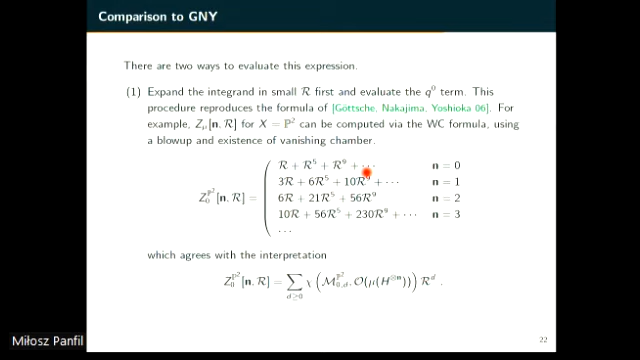 Comparison to GNY
There are two ways to evaluate this expression.
(1) Expand the integrand in small ℛ first and evaluate the q⁰ term. This
procedure reproduces the formula of [Göttsche, Nakajima, Yoshioka 06]. For
example, Z_μ[n, ℛ] for X = ℙ² can be computed via the WC formula, using
a blowup and existence of vanishing chamber.
ℛ + ℛ⁵ + ℛ⁹ + ⋯ n = 0
3ℛ + 6ℛ⁵ + 10ℛ⁹ + ⋯ n = 1
Z₀^ℙ²[n, ℛ] = { 6ℛ + 21ℛ⁵ + 56ℛ⁹ n = 2
10ℛ + 56ℛ⁵ + 230ℛ⁹ + ⋯ n = 3
⋯
which agrees with the interpretation
Z₀^ℙ²[n, ℛ] = ∑_{d≥0} χ(ℳ_{0,d}^ℙ², 𝒪(μ(H^{⊗n}))) ℛ^d .
Miłosz Panfil
22